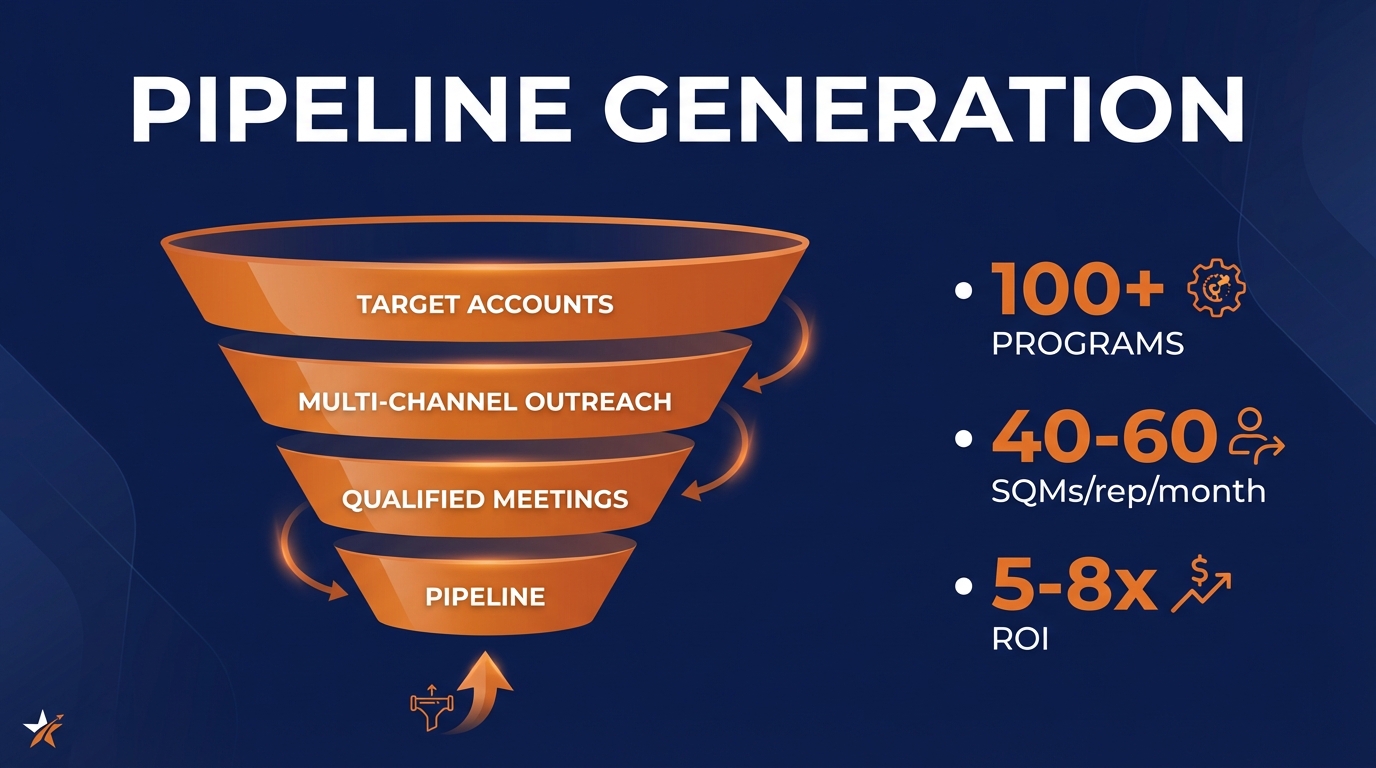 PIPELINE GENERATION
TARGET ACCOUNTS
MULTI-CHANNEL OUTREACH
QUALIFIED MEETINGS
PIPELINE
• 100+
PROGRAMS
• 40-60
SQMs/rep/month
• 5-8x
$
ROI